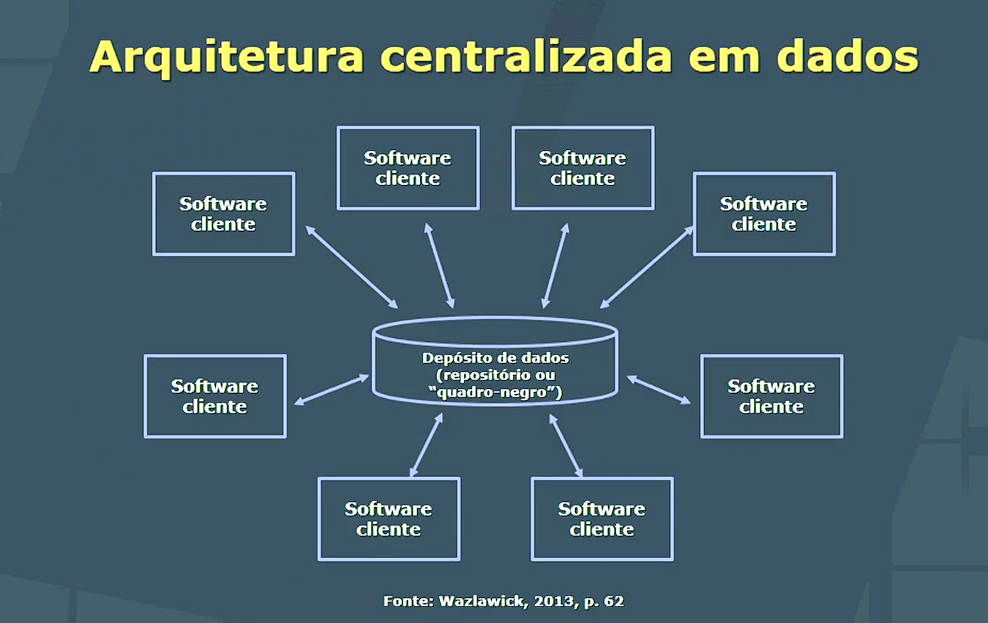 Arquitetura centralizada em dados
Software
cliente
Software
cliente
Software
cliente
Software
cliente
Depósito de dados
(repositório ou
“quadro-negro”)
Software
cliente
Software
cliente
Software
cliente
Software
cliente
Fonte: Wazlawick, 2013, p. 62